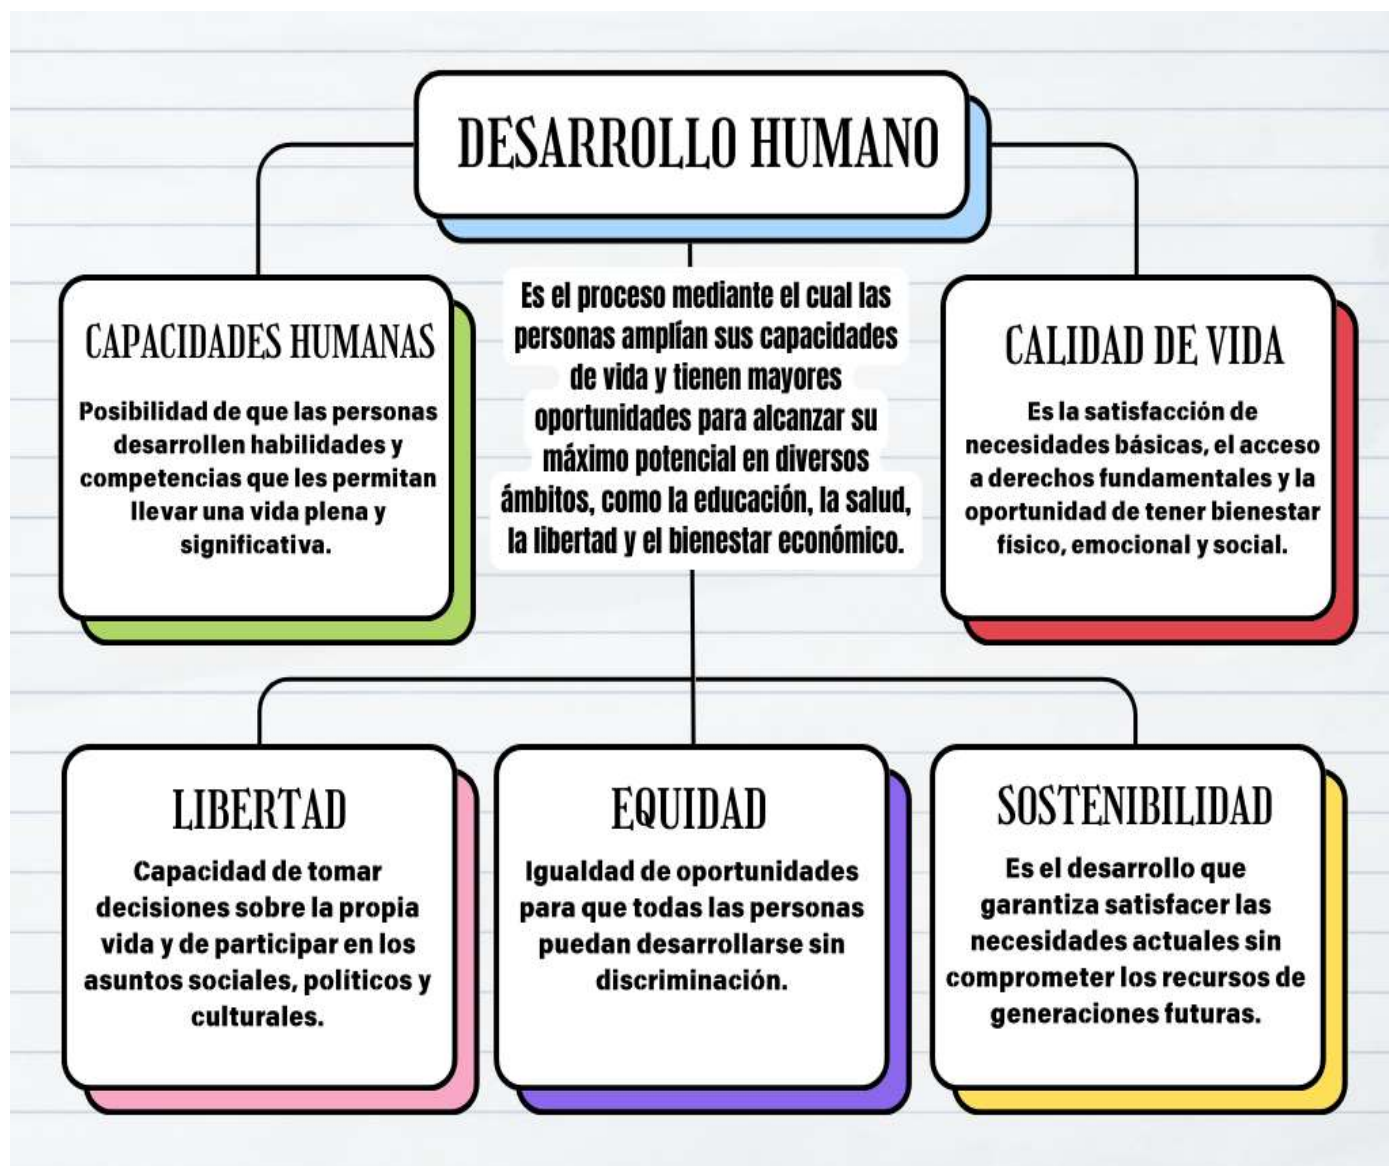 DESARROLLO HUMANO
Es el proceso mediante el cual las
personas amplían sus capacidades
de vida y tienen mayores
oportunidades para alcanzar su
máximo potencial en diversos
ámbitos, como la educación, la salud,
la libertad y el bienestar económico.
CAPACIDADES HUMANAS
Posibilidad de que las personas
desarrollen habilidades y
competencias que les permitan
llevar una vida plena y
significativa.
CALIDAD DE VIDA
Es la satisfacción de
necesidades básicas, el acceso
a derechos fundamentales y la
oportunidad de tener bienestar
físico, emocional y social.
LIBERTAD
Capacidad de tomar
decisiones sobre la propia
vida y de participar en los
asuntos sociales, políticos y
culturales.
EQUIDAD
Igualdad de oportunidades
para que todas las personas
puedan desarrollarse sin
discriminación.
SOSTENIBILIDAD
Es el desarrollo que
garantiza satisfacer las
necesidades actuales sin
comprometer los recursos de
generaciones futuras.